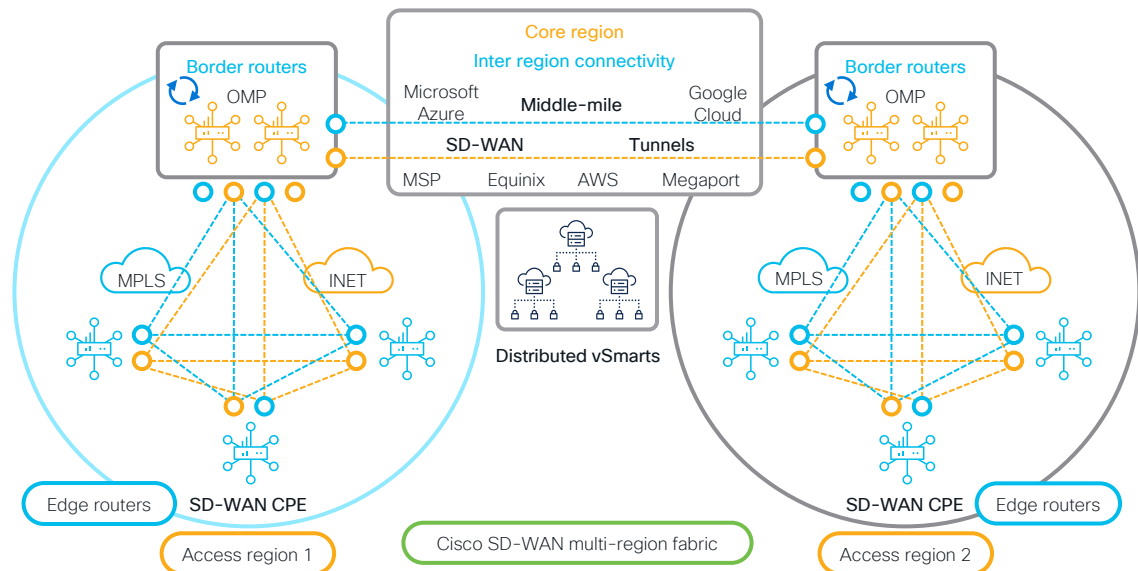 Core region
Inter region connectivity
Microsoft
Azure
Middle-mile
Google
Cloud
SD-WAN
Tunnels
MSP
Equinix
AWS
Megaport
Border routers
OMP
MPLS
INET
SD-WAN CPE
Edge routers
Access region 1
Distributed vSmarts
Cisco SD-WAN multi-region fabric
Border routers
OMP
MPLS
INET
SD-WAN CPE
Edge routers
Access region 2